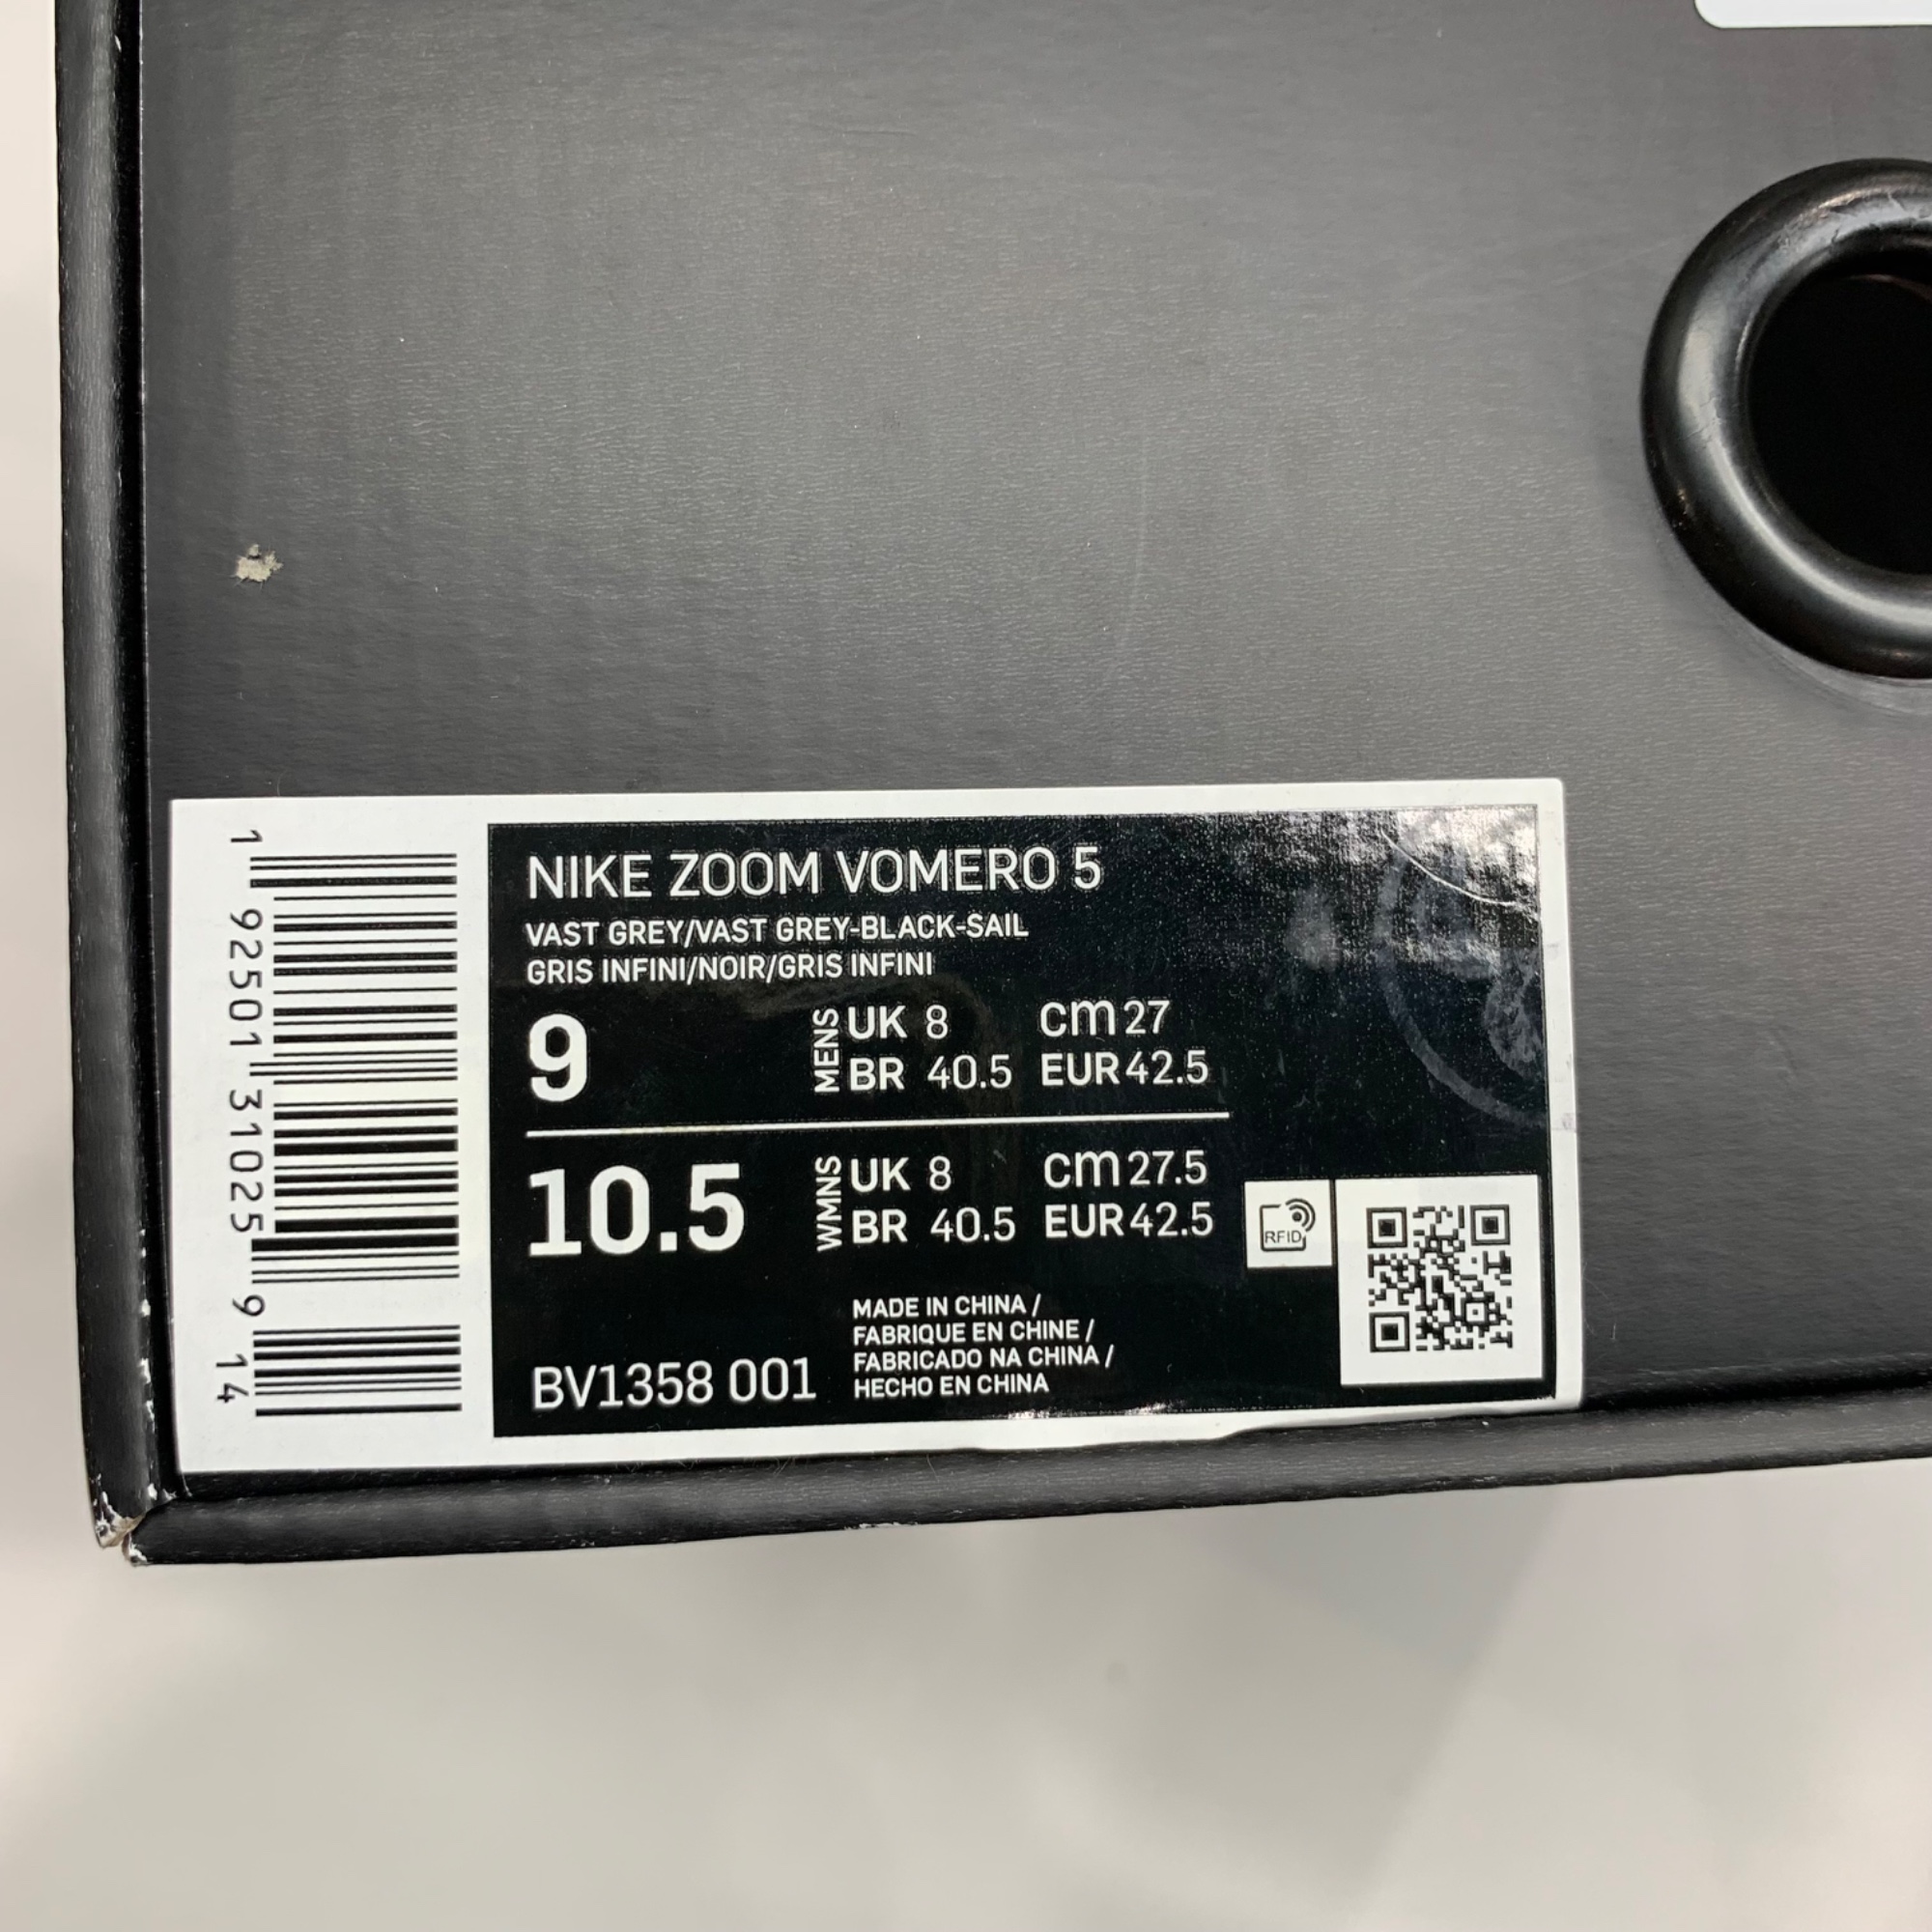 NIKE ZOOM VOMERO 5
VAST GREY/VAST GREY-BLACK-SAIL
GRIS INFINI/NOIR/GRIS INFINI
9 MENS UK 8 cm 27
BR 40.5 EUR 42.5
10.5 WMNS UK 8 cm 27.5
BR 40.5 EUR 42.5
RFID
MADE IN CHINA /
FABRIQUE EN CHINE /
FABRICADO NA CHINA /
HECHO EN CHINA
BV1358 001
1 92501 31025 9 14